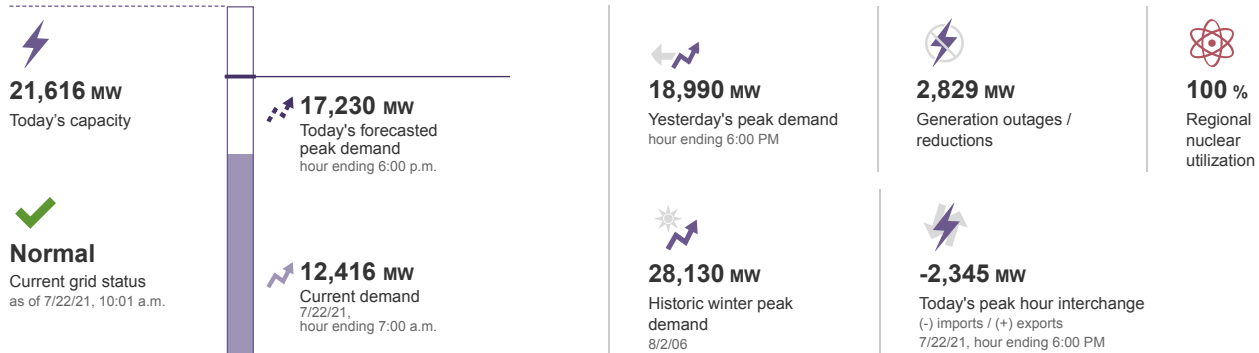 21,616 MW
Today's capacity
Normal
Current grid status
as of 7/22/21, 10:01 a.m.
17,230 MW
Today's forecasted
peak demand
hour ending 6:00 p.m.
12,416 MW
Current demand
7/22/21,
hour ending 7:00 a.m.
18,990 MW
Yesterday's peak demand
hour ending 6:00 PM
2,829 MW
Generation outages /
reductions
100 %
Regional
nuclear
utilization
28,130 MW
Historic winter peak
demand
8/2/06
-2,345 MW
Today's peak hour interchange
(-) imports / (+) exports
7/22/21, hour ending 6:00 PM